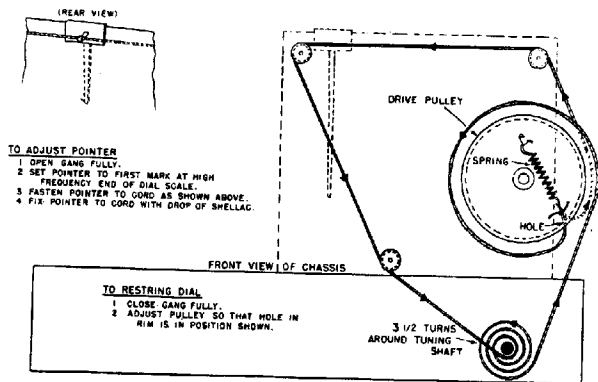 (REAR VIEW)
TO ADJUST POINTER
1 OPEN GANG FULLY.
2 SET POINTER TO FIRST MARK AT HIGH
FREQUENCY END OF DIAL SCALE.
3 FASTEN POINTER TO CORD AS SHOWN ABOVE.
4 FIX POINTER TO CORD WITH DROP OF SHELLAC.
DRIVE PULLEY
SPRING
HOLE
FRONT VIEW OF CHASSIS
TO RESTRING DIAL
1 CLOSE GANG FULLY.
2 ADJUST PULLEY SO THAT HOLE IN
RIM IS IN POSITION SHOWN.
3 1/2 TURNS
AROUND TUNING
SHAFT